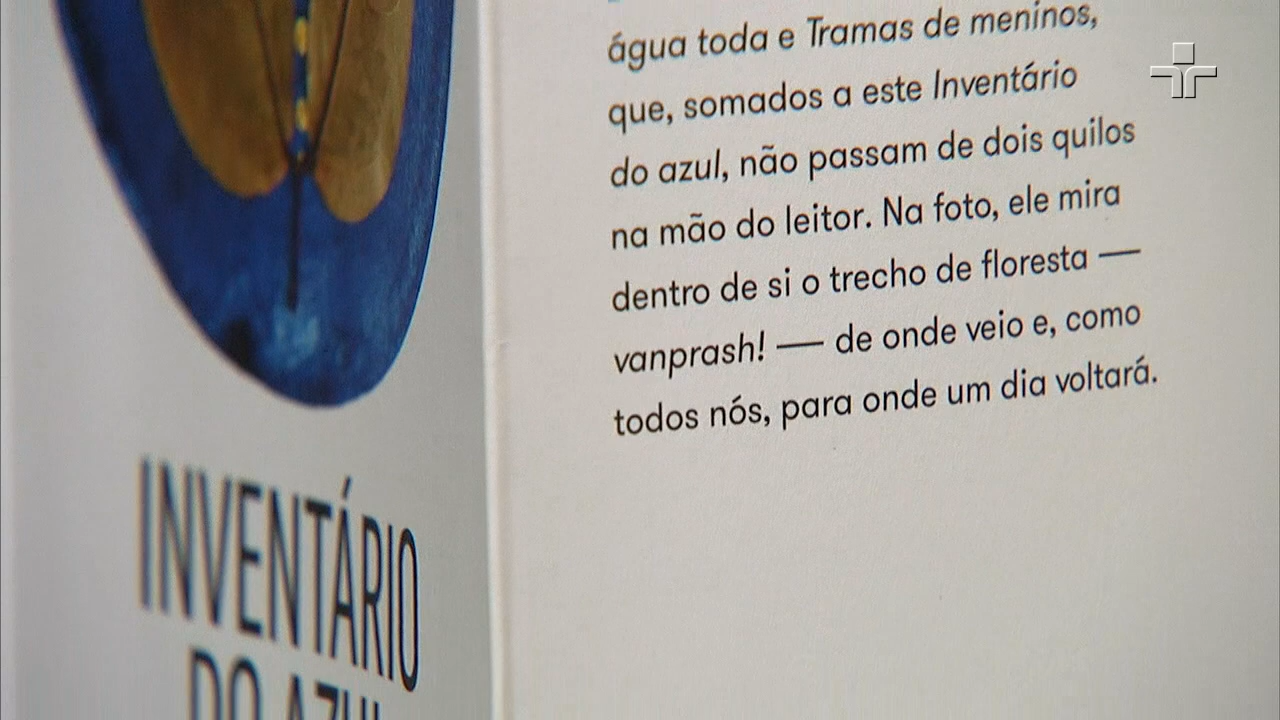 INVENTÁRIO
DO AZUL
água toda e Tramas de meninos,
que, somados a este Inventário
do azul, não passam de dois quilos
na mão do leitor. Na foto, ele mira
dentro de si o trecho de floresta —
vanprash! — de onde veio e, como
todos nós, para onde um dia voltará.